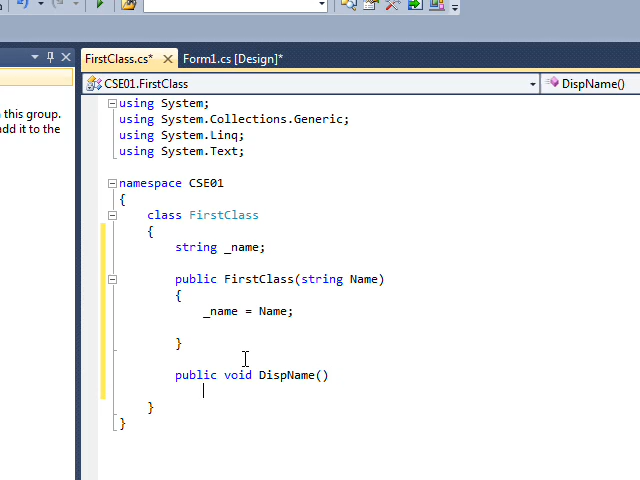 FirstClass.cs* Form1.cs [Design]*
CSE01.FirstClass DispName()
this group.
add it to the
using System;
using System.Collections.Generic;
using System.Linq;
using System.Text;
namespace CSE01
{
class FirstClass
{
string _name;
public FirstClass(string Name)
{
_name = Name;
}
public void DispName()
}
}